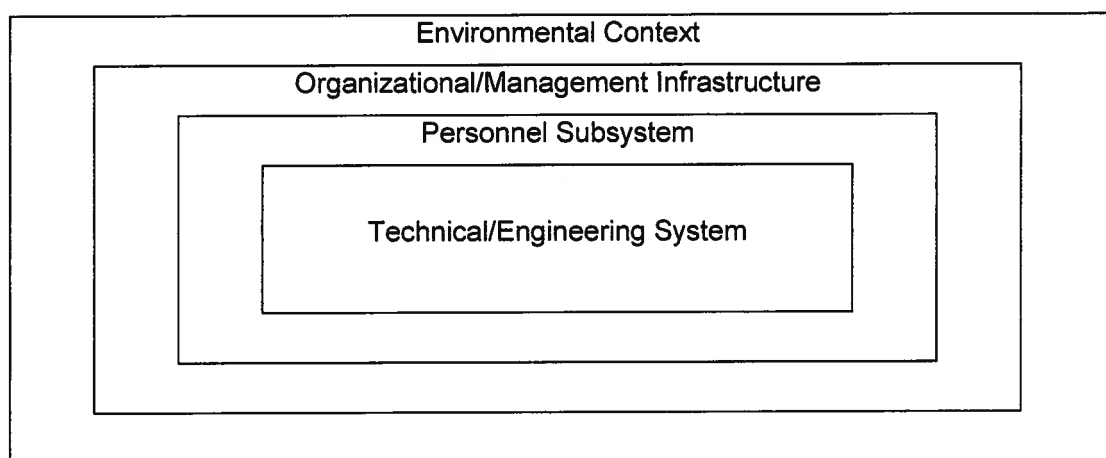 Environmental Context
Organizational/Management Infrastructure
Personnel Subsystem
Technical/Engineering System